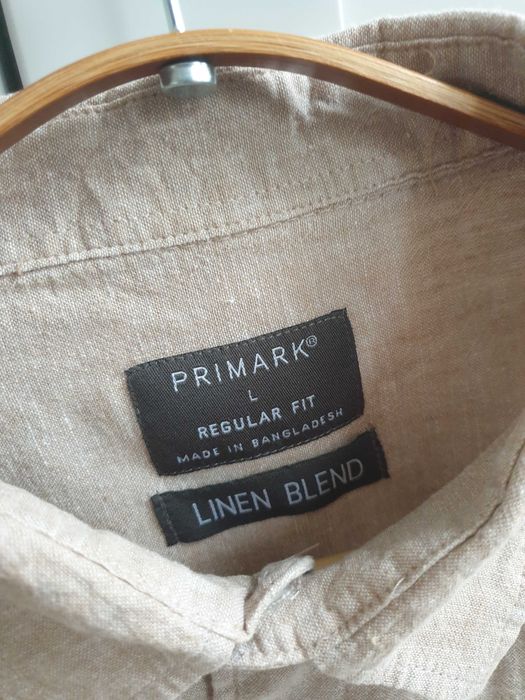 PRIMARK®
L
REGULAR FIT
MADE IN BANGLADESH
LINEN BLEND